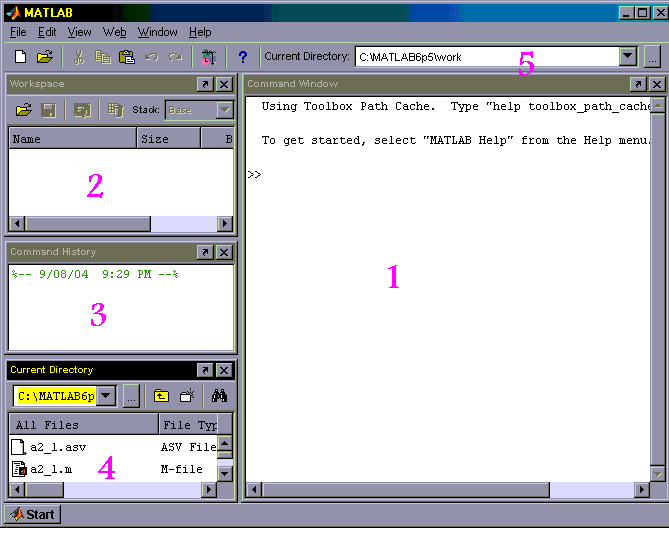 MATLAB
File Edit View Web Window Help
Current Directory: C:\MATLAB6p5\work
5
...
Workspace
Stack: Base
Name Size B
2
Command History
%-- 9/08/04 9:29 PM --%
3
Current Directory
C:\MATLAB6p
...
All Files File Typ
a2_1.asv ASV File
a2_1.m M-file
4
Command Window
Using Toolbox Path Cache. Type "help toolbox_path_cache
To get started, select "MATLAB Help" from the Help menu.
>>
1
Start